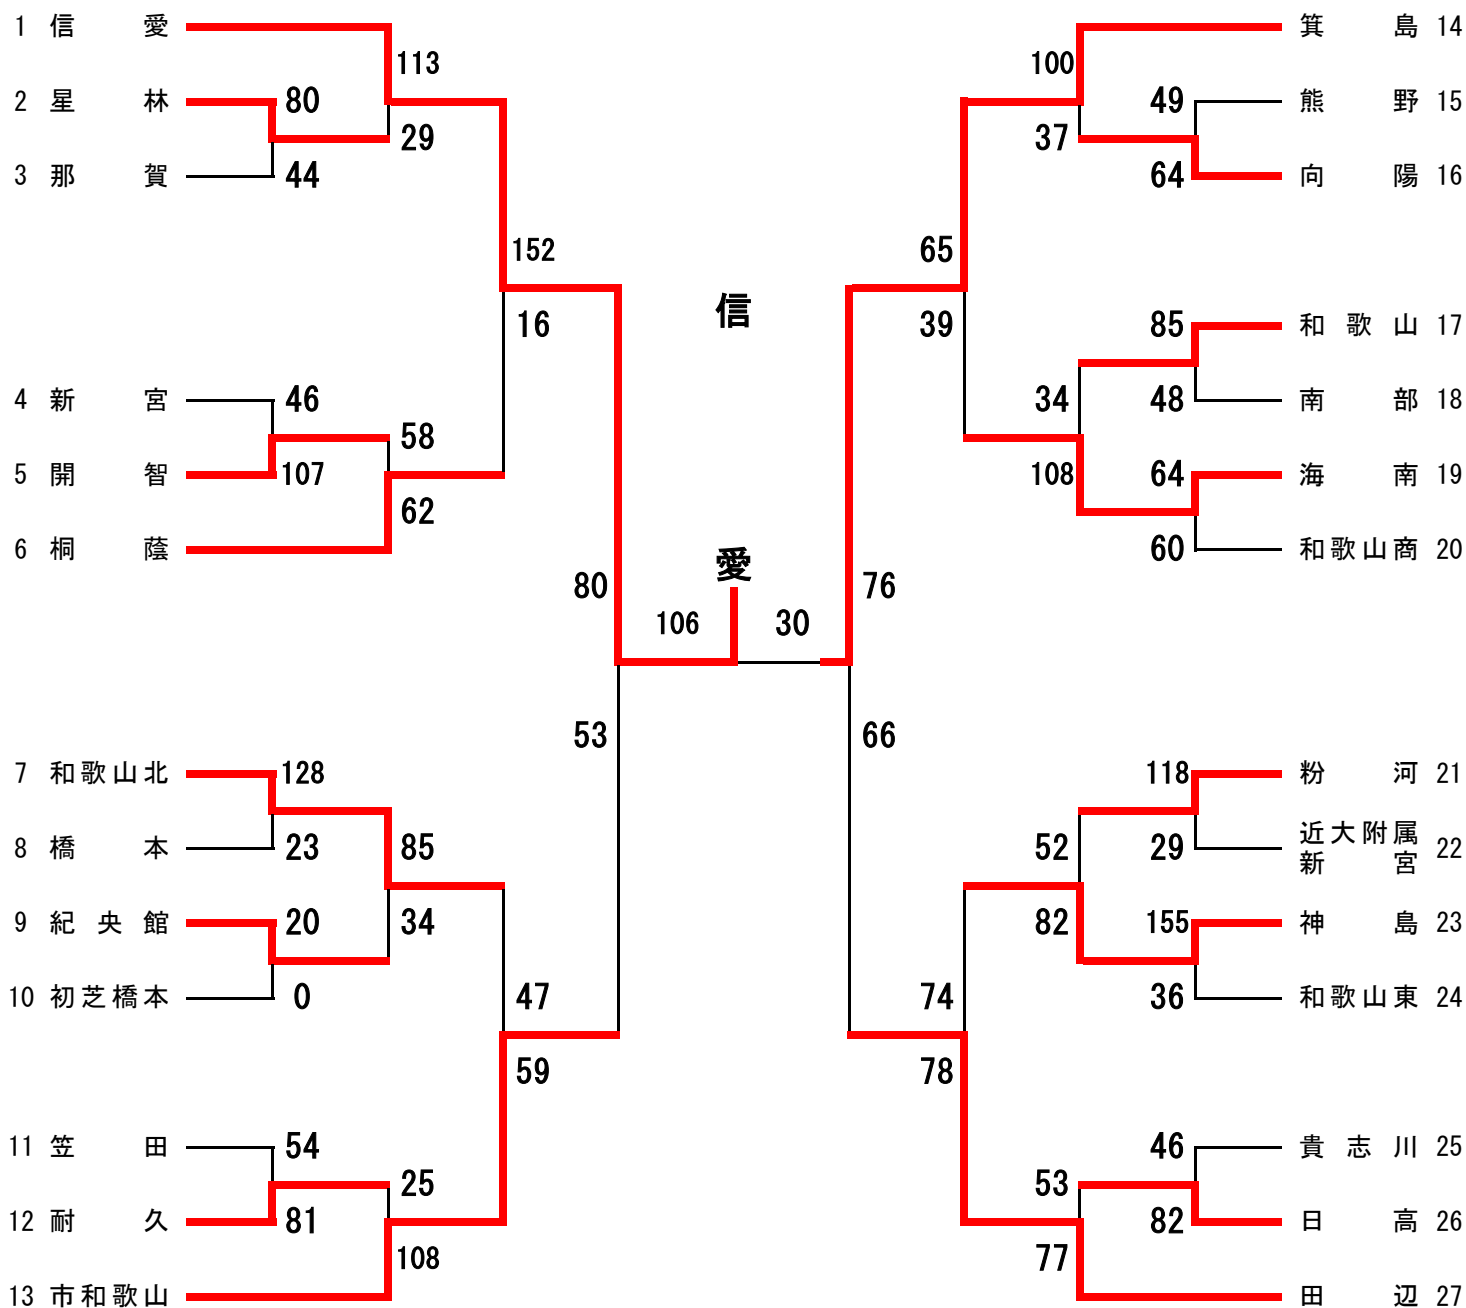 1 信愛
113
2 星林
80
29
3 那賀
44
152
16
4 新宮
46
58
5 開智
107
62
6 桐蔭
80
53
7 和歌山北
128
8 橋本
23
85
9 紀央館
20
34
10 初芝橋本
0
47
59
11 笠田
54
25
12 耐久
81
108
13 市和歌山
信愛
106
30
箕島 14
100
49
熊野 15
37
64
向陽 16
65
39
85
和歌山 17
34
48
南部 18
108
64
海南 19
60
和歌山商 20
76
66
118
粉河 21
52
29
近大附属
新宮 22
82
155
神島 23
36
和歌山東 24
74
78
46
貴志川 25
53
82
日高 26
77
田辺 27